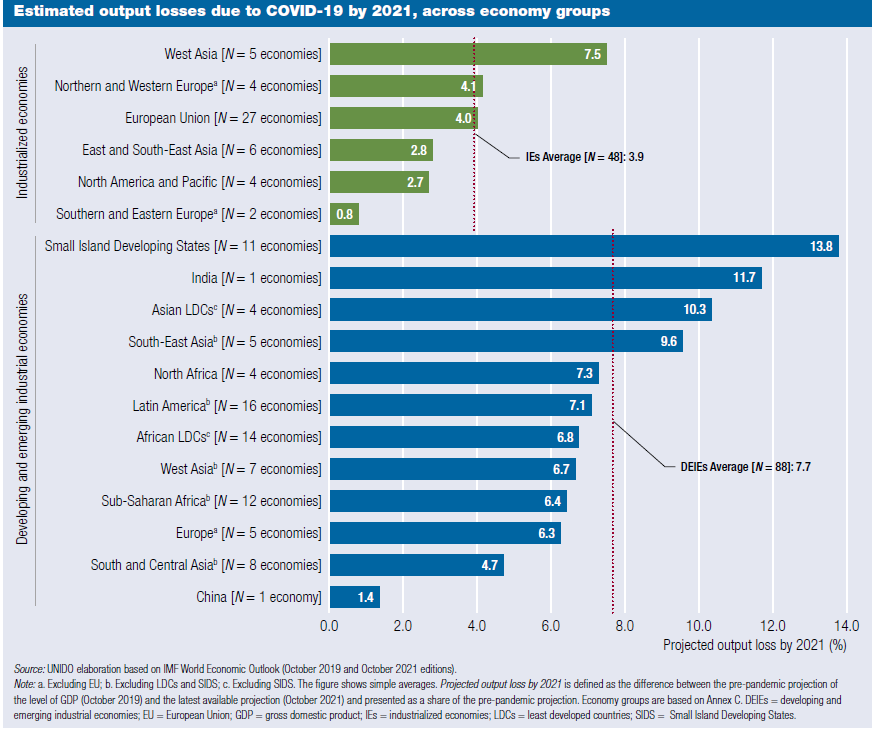 Estimated output losses due to COVID-19 by 2021, across economy groups
Industrialized economies
West Asia [N = 5 economies] 7.5
Northern and Western Europeᵃ [N = 4 economies] 4.1
European Union [N = 27 economies] 4.0
East and South-East Asia [N = 6 economies] 2.8
IEs Average [N = 48]: 3.9
North America and Pacific [N = 4 economies] 2.7
Southern and Eastern Europeᵃ [N = 2 economies] 0.8
Developing and emerging industrial economies
Small Island Developing States [N = 11 economies] 13.8
India [N = 1 economies] 11.7
Asian LDCsᶜ [N = 4 economies] 10.3
South-East Asiaᵇ [N = 5 economies] 9.6
North Africa [N = 4 economies] 7.3
Latin Americaᵇ [N = 16 economies] 7.1
African LDCsᶜ [N = 14 economies] 6.8
West Asiaᵇ [N = 7 economies] 6.7
DEIEs Average [N = 88]: 7.7
Sub-Saharan Africaᵇ [N = 12 economies] 6.4
Europeᵃ [N = 5 economies] 6.3
South and Central Asiaᵇ [N = 8 economies] 4.7
China [N = 1 economy] 1.4
0.0 2.0 4.0 6.0 8.0 10.0 12.0 14.0
Projected output loss by 2021 (%)
Source: UNIDO elaboration based on IMF World Economic Outlook (October 2019 and October 2021 editions).
Note: a. Excluding EU; b. Excluding LDCs and SIDS; c. Excluding SIDS. The figure shows simple averages. Projected output loss by 2021 is defined as the difference between the pre-pandemic projection of
the level of GDP (October 2019) and the latest available projection (October 2021) and presented as a share of the pre-pandemic projection. Economy groups are based on Annex C. DEIEs = developing and
emerging industrial economies; EU = European Union; GDP = gross domestic product; IEs = industrialized economies; LDCs = least developed countries; SIDS = Small Island Developing States.